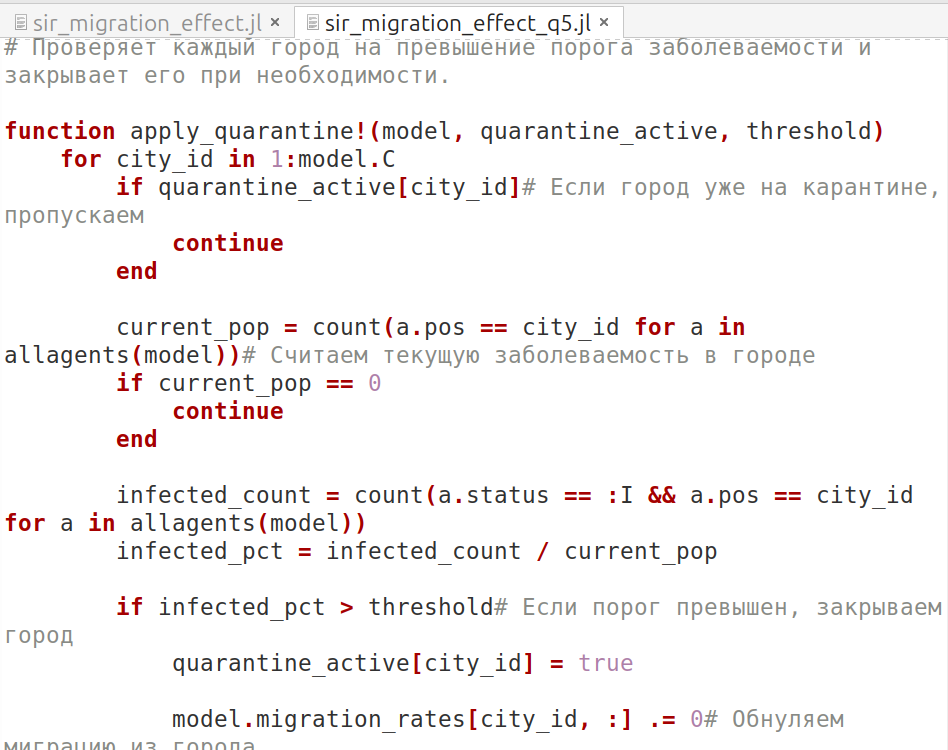 sir_migration_effect.jl × sir_migration_effect_q5.jl ×
# Проверяет каждый город на превышение порога заболеваемости и
закрывает его при необходимости.
function apply_quarantine!(model, quarantine_active, threshold)
for city_id in 1:model.C
if quarantine_active[city_id]# Если город уже на карантине,
пропускаем
continue
end
current_pop = count(a.pos == city_id for a in
allagents(model))# Считаем текущую заболеваемость в городе
if current_pop == 0
continue
end
infected_count = count(a.status == :I && a.pos == city_id
for a in allagents(model))
infected_pct = infected_count / current_pop
if infected_pct > threshold# Если порог превышен, закрываем
город
quarantine_active[city_id] = true
model.migration_rates[city_id, :] .= 0# Обнуляем
миграцию из города